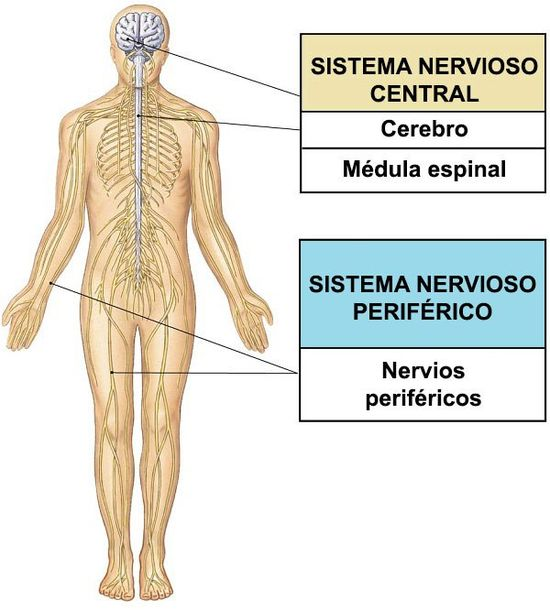 SISTEMA NERVIOSO
CENTRAL
Cerebro
Médula espinal
SISTEMA NERVIOSO
PERIFÉRICO
Nervios
periféricos